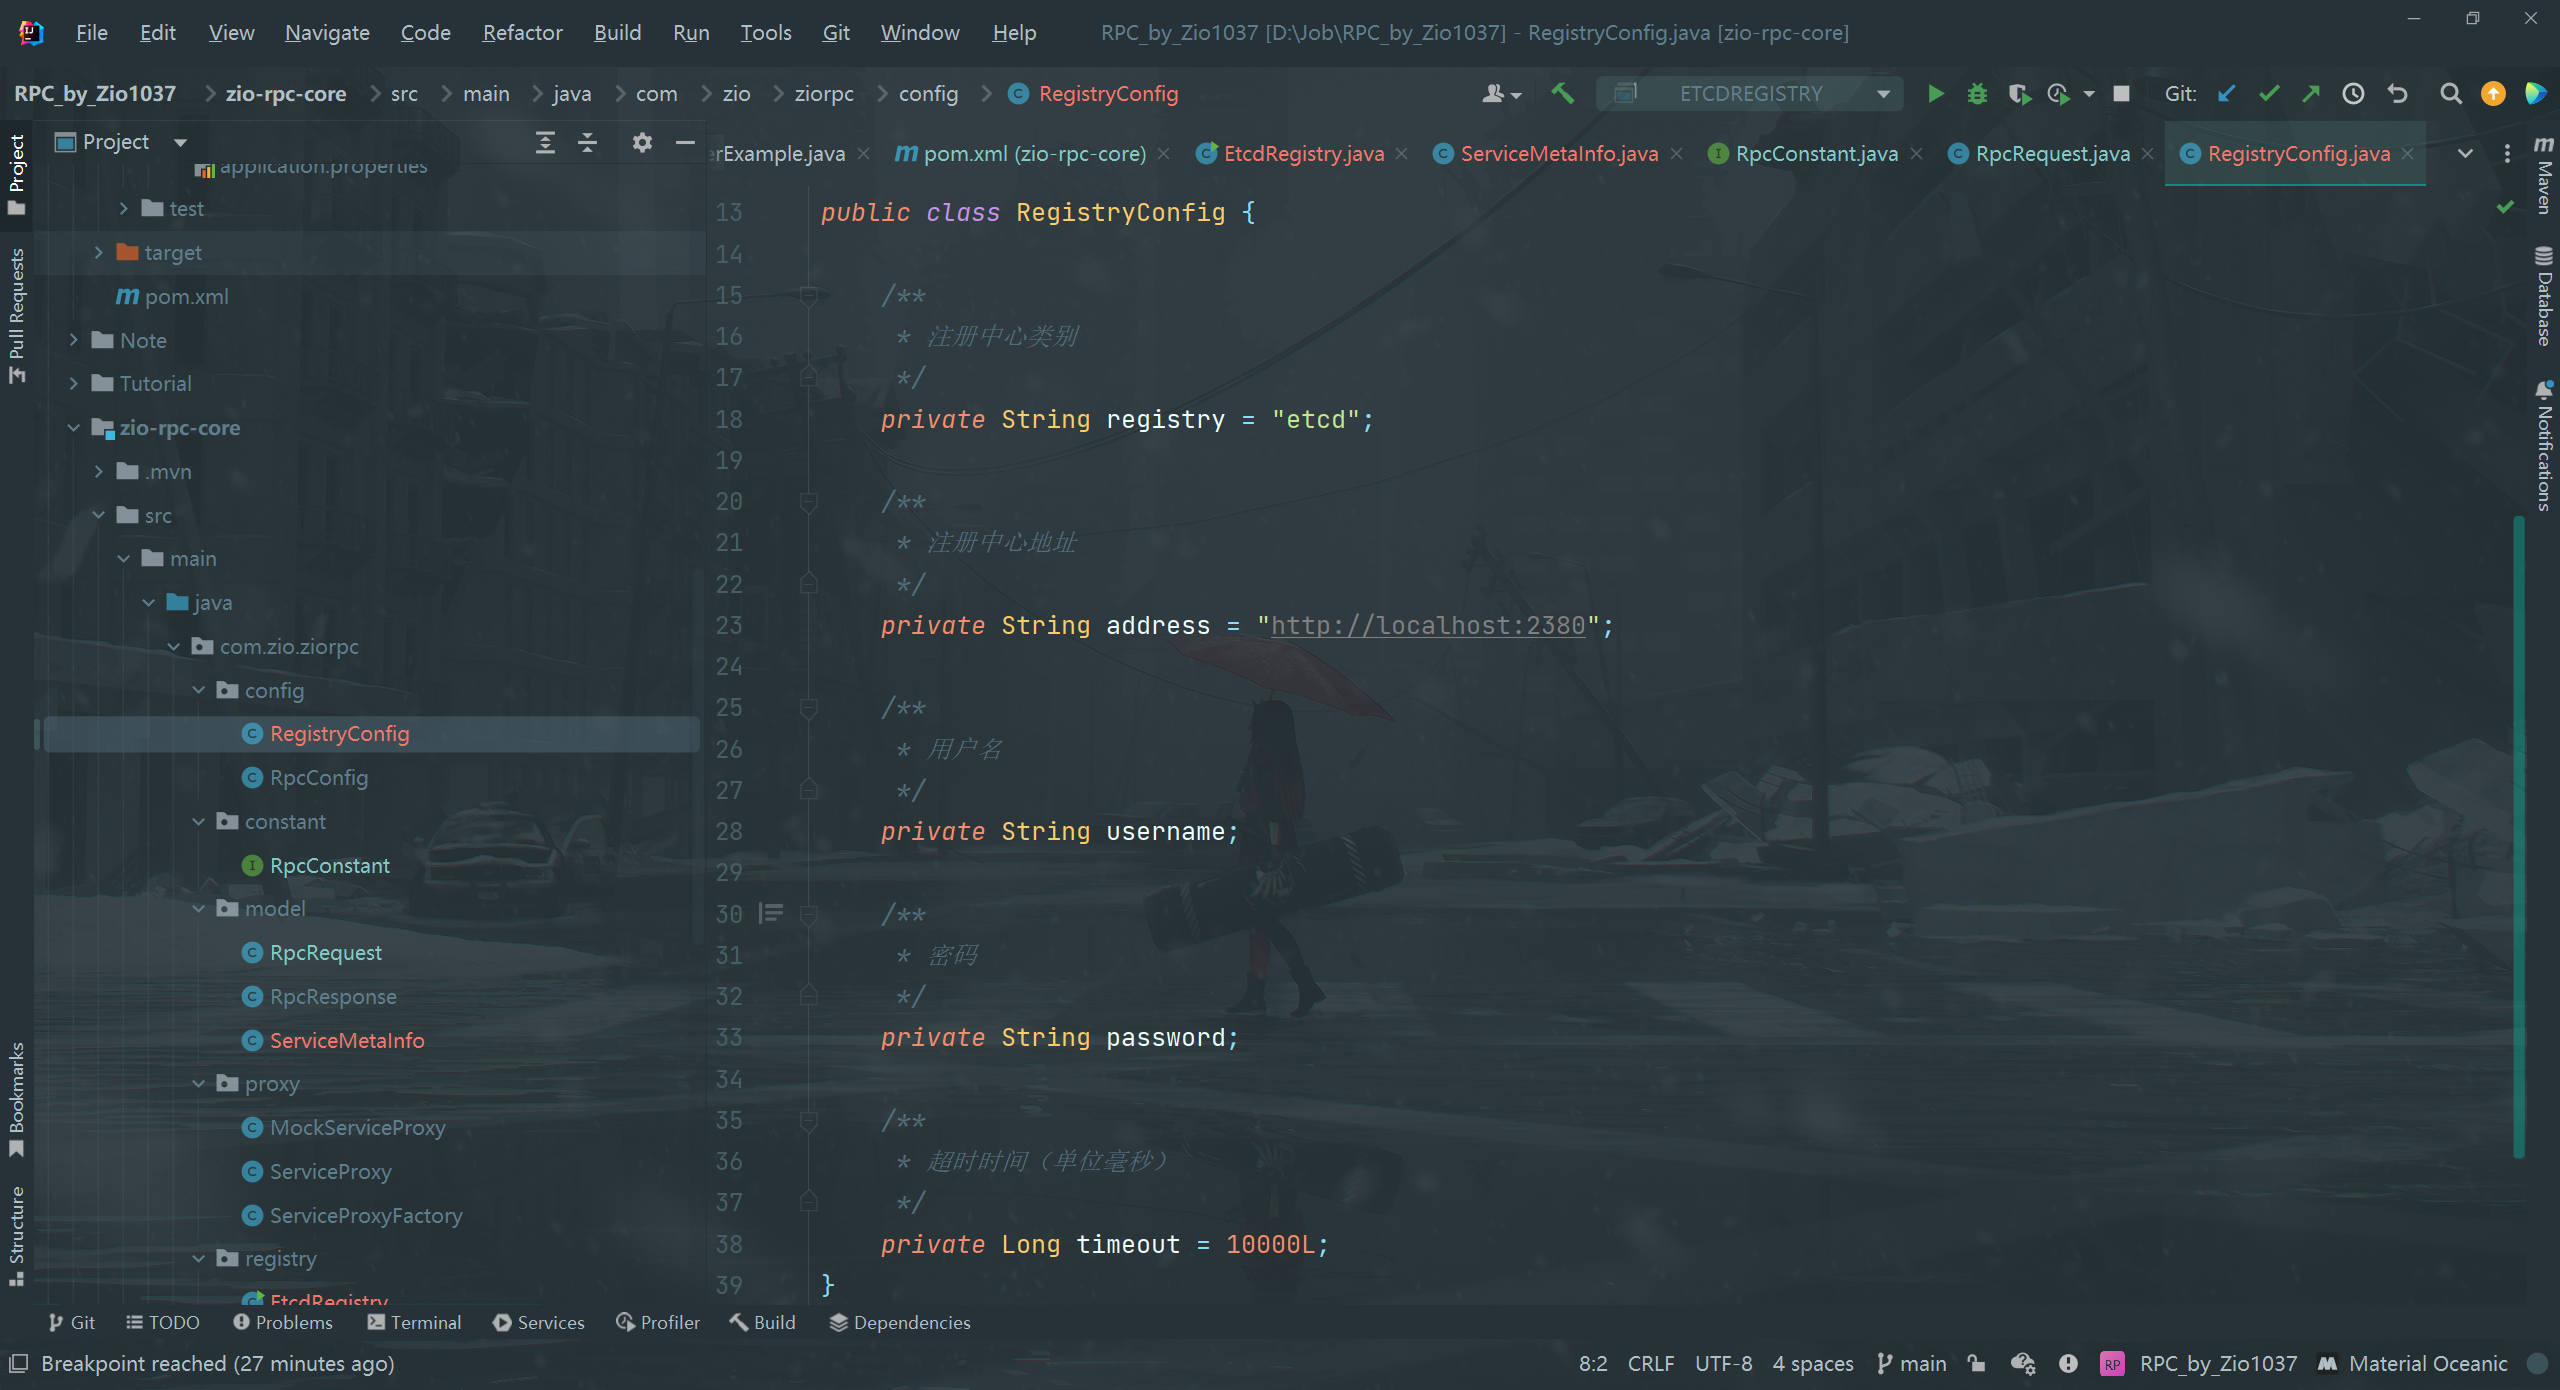 File Edit View Navigate Code Refactor Build Run Tools Git Window Help RPC_by_Zio1037 [D:\Job\RPC_by_Zio1037] - RegistryConfig.java [zio-rpc-core]
RPC_by_Zio1037 zio-rpc-core src main java com zio ziorpc config RegistryConfig ETCDREGISTRY Git:
Project
erExample.java pom.xml (zio-rpc-core) EtcdRegistry.java ServiceMetaInfo.java RpcConstant.java RpcRequest.java RegistryConfig.java
Project
Pull Requests
Bookmarks
Structure
application.properties
test
target
pom.xml
Note
Tutorial
zio-rpc-core
.mvn
src
main
java
com.zio.ziorpc
config
RegistryConfig
RpcConfig
constant
RpcConstant
model
RpcRequest
RpcResponse
ServiceMetaInfo
proxy
MockServiceProxy
ServiceProxy
ServiceProxyFactory
registry
EtcdRegistry
13 public class RegistryConfig {
14
15 /**
16 * 注册中心类别
17 */
18 private String registry = "etcd";
19
20 /**
21 * 注册中心地址
22 */
23 private String address = "http://localhost:2380";
24
25 /**
26 * 用户名
27 */
28 private String username;
29
30 /**
31 * 密码
32 */
33 private String password;
34
35 /**
36 * 超时时间（单位毫秒）
37 */
38 private Long timeout = 10000L;
39 }
Maven
Database
Notifications
Git TODO Problems Terminal Services Profiler Build Dependencies
Breakpoint reached (27 minutes ago) 8:2 CRLF UTF-8 4 spaces main RP RPC_by_Zio1037 Material Oceanic